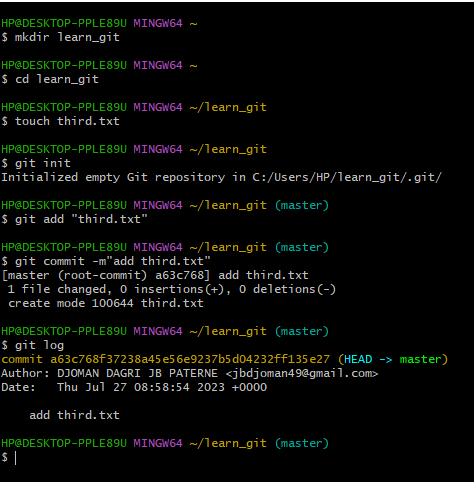 HP@DESKTOP-PPLE89U MINGW64 ~
$ mkdir learn_git
HP@DESKTOP-PPLE89U MINGW64 ~
$ cd learn_git
HP@DESKTOP-PPLE89U MINGW64 ~/learn_git
$ touch third.txt
HP@DESKTOP-PPLE89U MINGW64 ~/learn_git
$ git init
Initialized empty Git repository in C:/Users/HP/learn_git/.git/
HP@DESKTOP-PPLE89U MINGW64 ~/learn_git (master)
$ git add "third.txt"
HP@DESKTOP-PPLE89U MINGW64 ~/learn_git (master)
$ git commit -m"add third.txt"
[master (root-commit) a63c768] add third.txt
 1 file changed, 0 insertions(+), 0 deletions(-)
 create mode 100644 third.txt
HP@DESKTOP-PPLE89U MINGW64 ~/learn_git (master)
$ git log
commit a63c768f37238a45e56e9237b5d04232ff135e27 (HEAD -> master)
Author: DJOMAN DAGRI JB PATERNE <jbdjoman49@gmail.com>
Date:   Thu Jul 27 08:58:54 2023 +0000
    add third.txt
HP@DESKTOP-PPLE89U MINGW64 ~/learn_git (master)
$